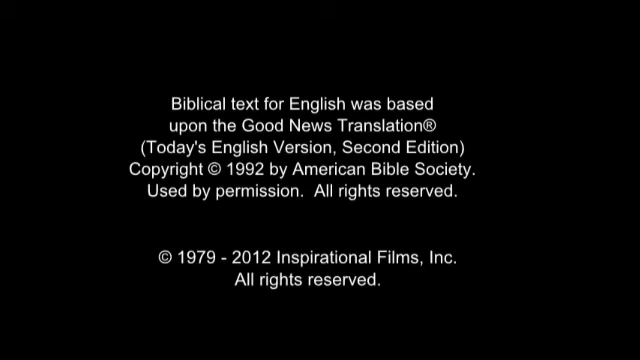 Biblical text for English was based
upon the Good News Translation®
(Today's English Version, Second Edition)
Copyright © 1992 by American Bible Society.
Used by permission.  All rights reserved.
© 1979 - 2012 Inspirational Films, Inc.
All rights reserved.